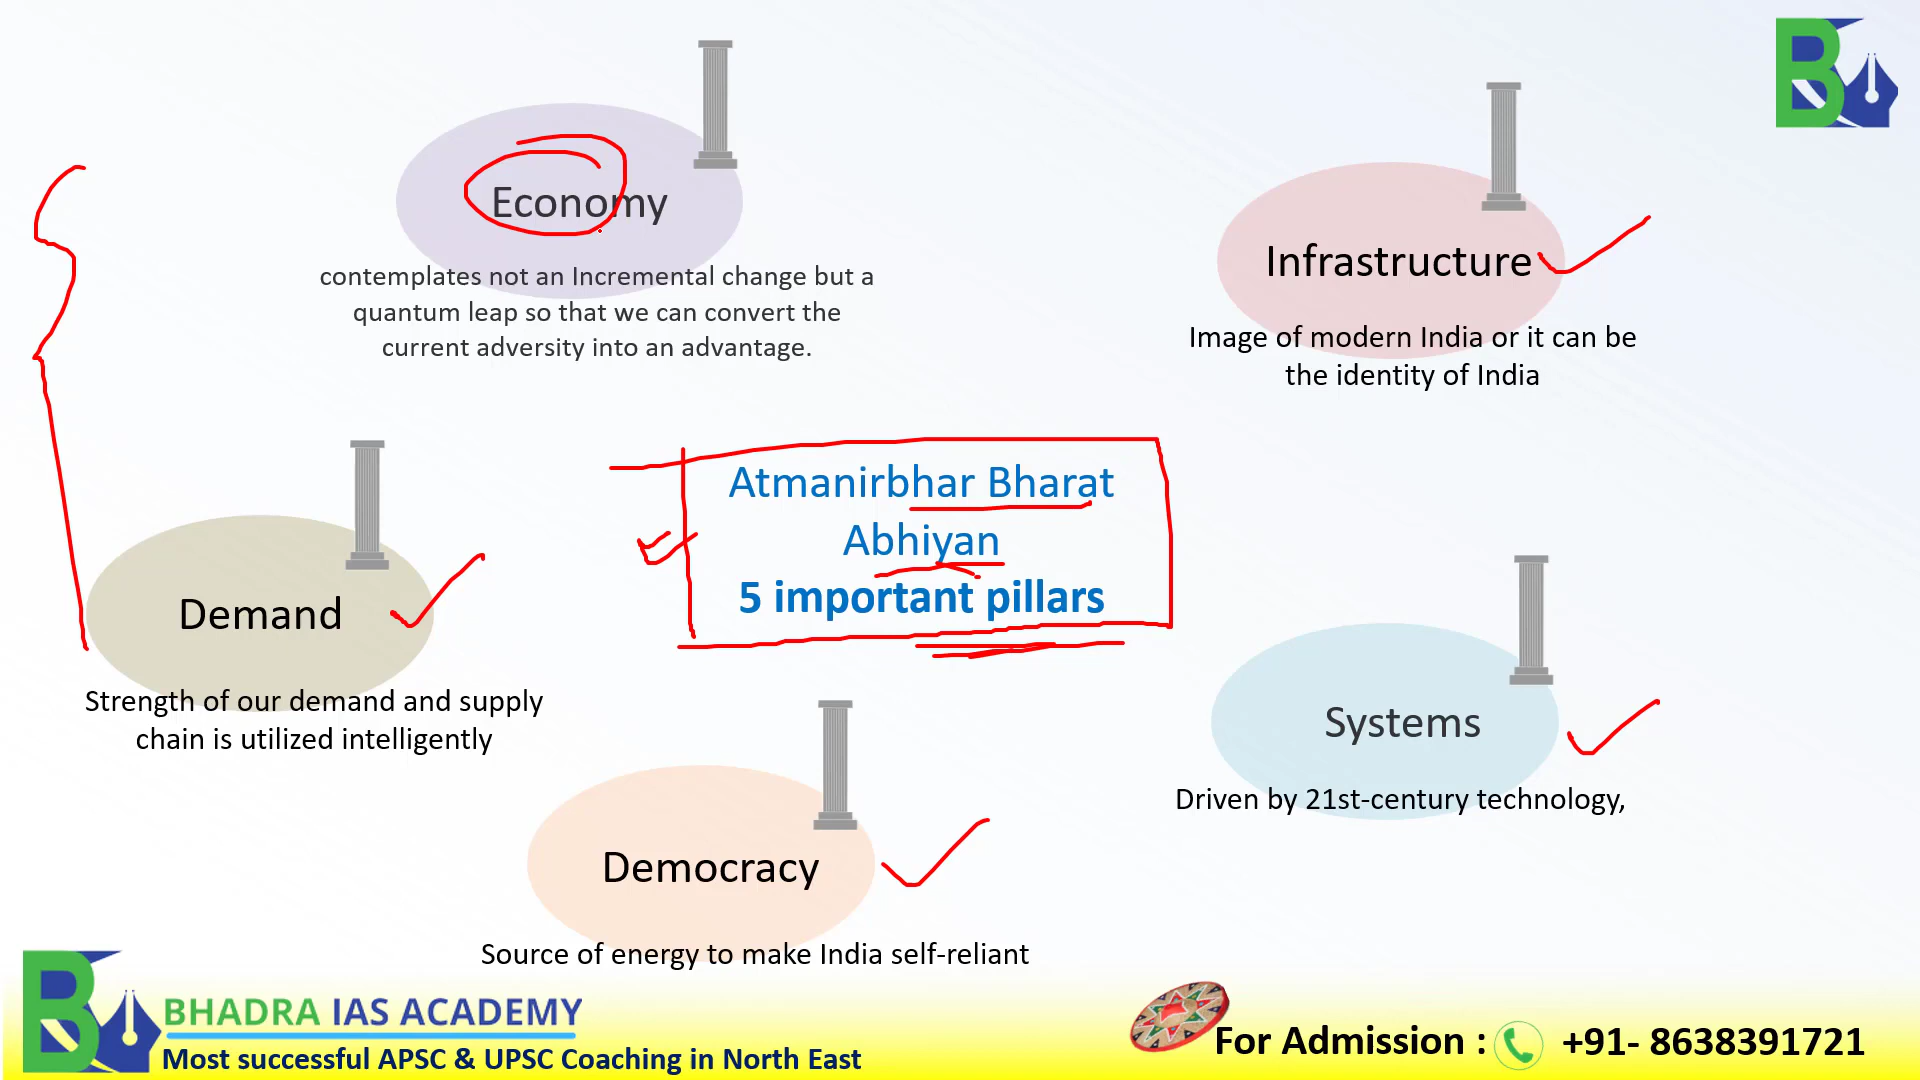 Economy
contemplates not an Incremental change but a
quantum leap so that we can convert the
current adversity into an advantage.
Infrastructure
Image of modern India or it can be
the identity of India
Atmanirbhar Bharat
Abhiyan
5 important pillars
Demand
Strength of our demand and supply
chain is utilized intelligently
Systems
Driven by 21st-century technology,
Democracy
Source of energy to make India self-reliant
BHADRA IAS ACADEMY
Most successful APSC & UPSC Coaching in North East
For Admission : +91- 8638391721